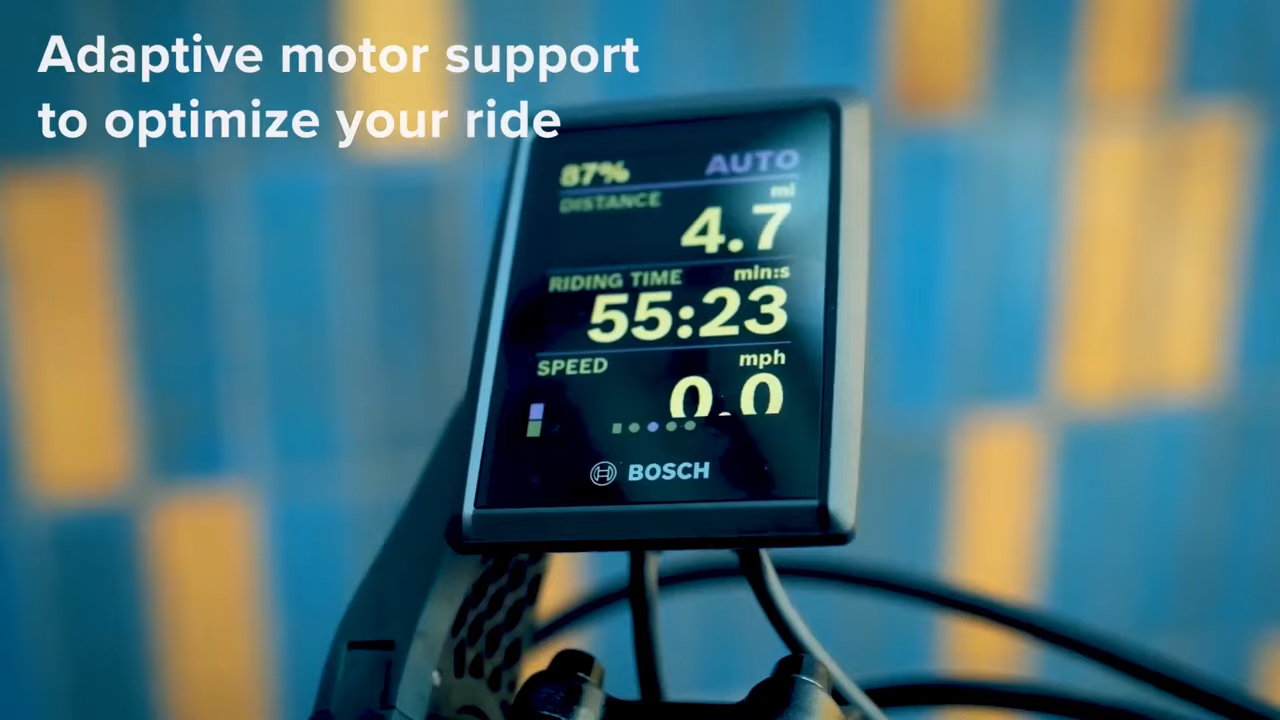 Adaptive motor support
to optimize your ride
87% AUTO
DISTANCE mi
4.7
RIDING TIME min:s
55:23
SPEED mph
0.0
BOSCH